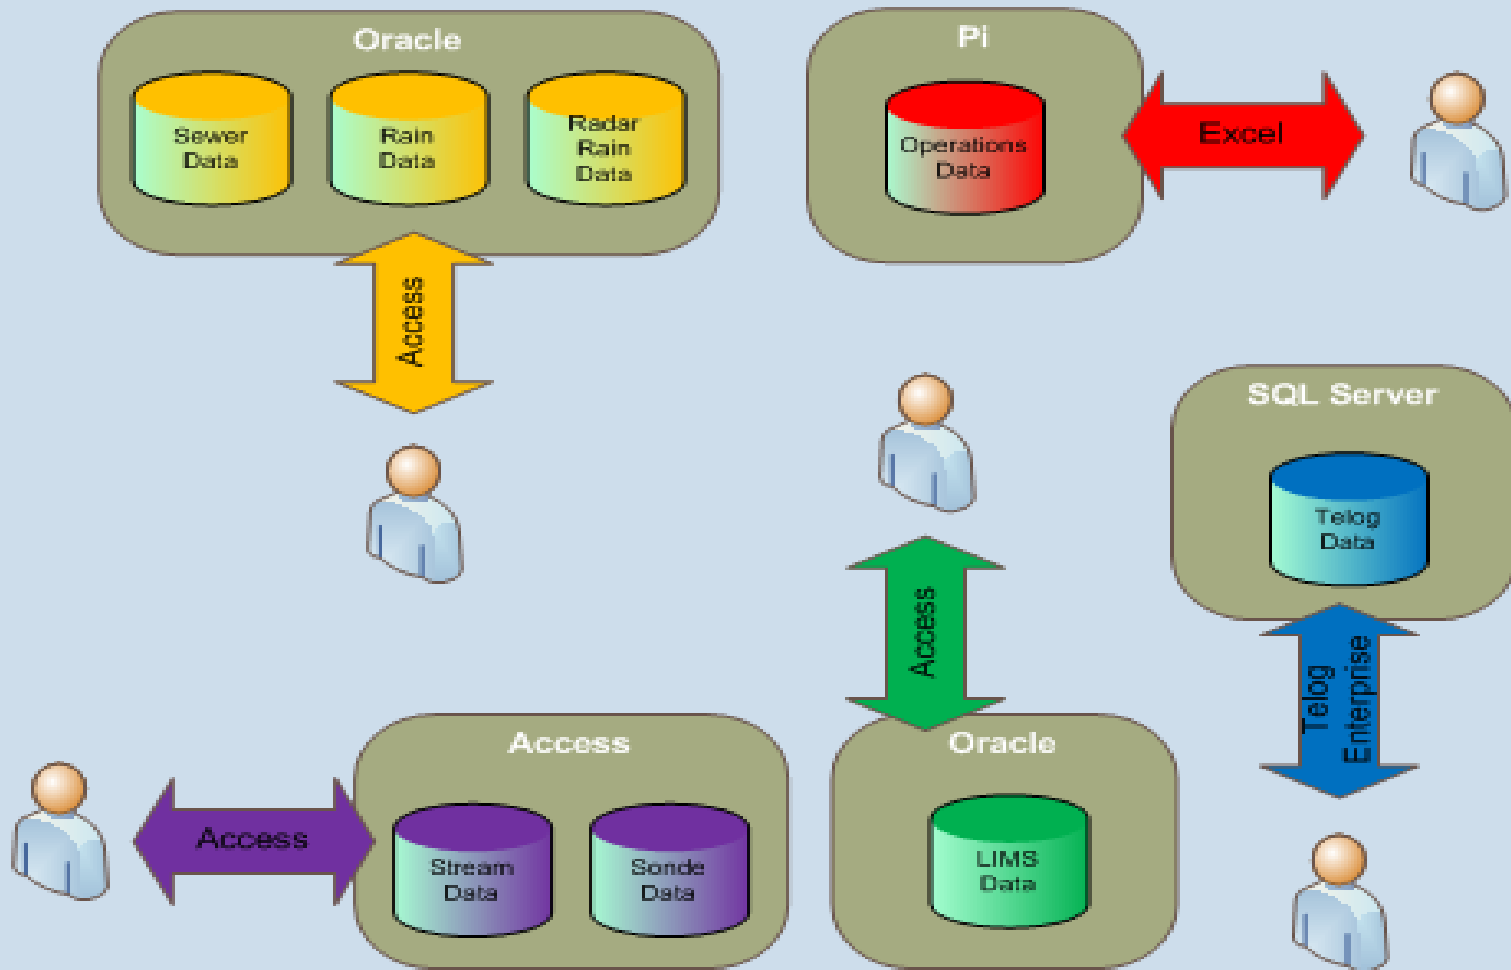 Oracle
Sewer
Data
Rain
Data
Radar
Rain
Data
Access
Pi
Operations
Data
Excel
SQL Server
Telog
Data
Telog
Enterprise
Access
Access
Access
Stream
Data
Sonde
Data
Oracle
LIMS
Data